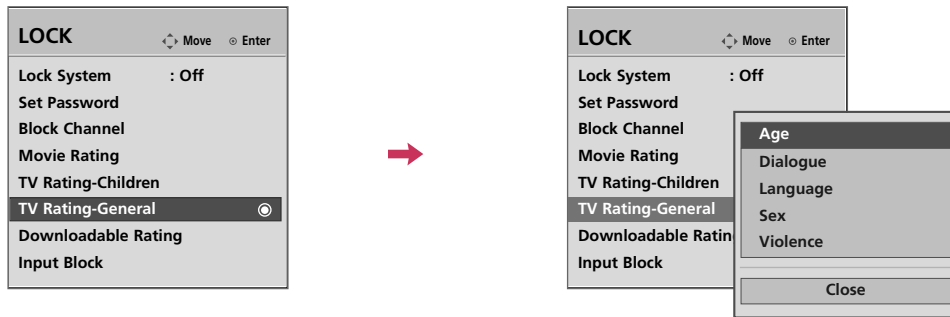 LOCK Move Enter
Lock System : Off
Set Password
Block Channel
Movie Rating
TV Rating-Children
TV Rating-General
Downloadable Rating
Input Block
LOCK Move Enter
Lock System : Off
Set Password
Block Channel
Movie Rating
TV Rating-Children
TV Rating-General
Downloadable Ratin
Input Block
Age
Dialogue
Language
Sex
Violence
Close